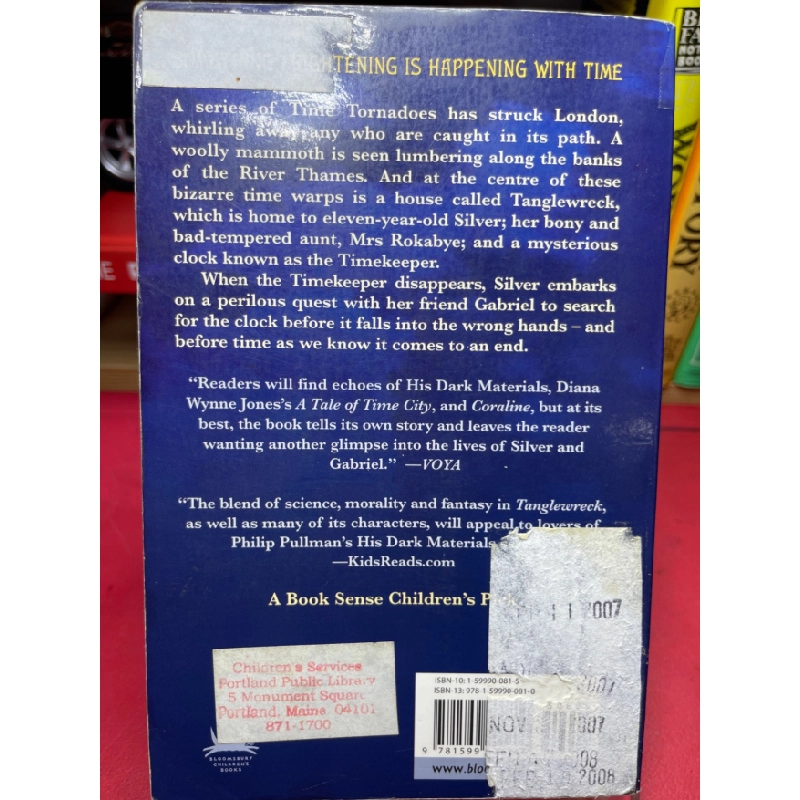 HTENING IS HAPPENING WITH TIME
A series of Time Tornadoes has struck London,
whirling away any who are caught in its path. A
woolly mammoth is seen lumbering along the banks
of the River Thames. And at the centre of these
bizarre time warps is a house called Tanglewreck,
which is home to eleven-year-old Silver; her bony and
bad-tempered aunt, Mrs Rokabye; and a mysterious
clock known as the Timekeeper.
When the Timekeeper disappears, Silver embarks
on a perilous quest with her friend Gabriel to search
for the clock before it falls into the wrong hands – and
before time as we know it comes to an end.
“Readers will find echoes of His Dark Materials, Diana
Wynne Jones’s A Tale of Time City, and Coraline, but at its
best, the book tells its own story and leaves the reader
wanting another glimpse into the lives of Silver and
Gabriel.” —VOYA
“The blend of science, morality and fantasy in Tanglewreck,
as well as many of its characters, will appeal to lovers of
Philip Pullman’s His Dark Materials
—KidsReads.com
A Book Sense Children’s
2007
Children's Services
Portland Public Library
5 Monument Square
Portland, Maine 04101
871-1700
ISBN-10: 1-59990-081-5
ISBN-13: 978-1-59990-081-0
NOV
2008
9 781599
www.bloo
BLOOMSBURY
CHILDREN'S
BOOKS